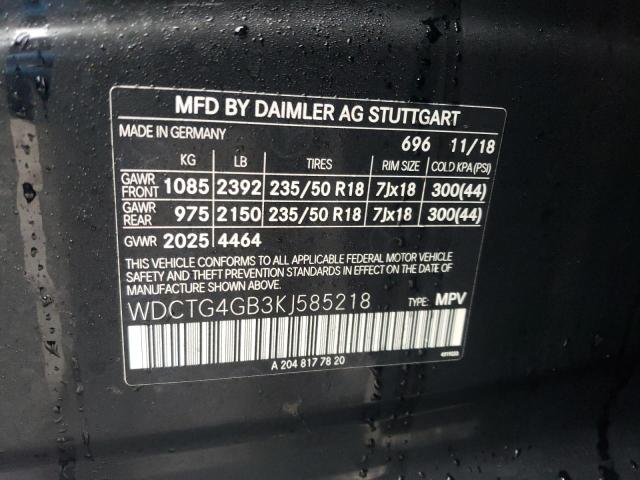 MFD BY DAIMLER AG STUTTGART
MADE IN GERMANY 696 11/18
KG LB TIRES RIM SIZE COLD KPA(PSI)
GAWR FRONT 1085 2392 235/50 R18 7Jx18 300(44)
GAWR REAR 975 2150 235/50 R18 7Jx18 300(44)
GVWR 2025 4464
THIS VEHICLE CONFORMS TO ALL APPLICABLE FEDERAL MOTOR VEHICLE
SAFETY AND THEFT PREVENTION STANDARDS IN EFFECT ON THE DATE OF
MANUFACTURE SHOWN ABOVE.
WDCTG4GB3KJ585218 TYPE: MPV
A 204 817 78 20